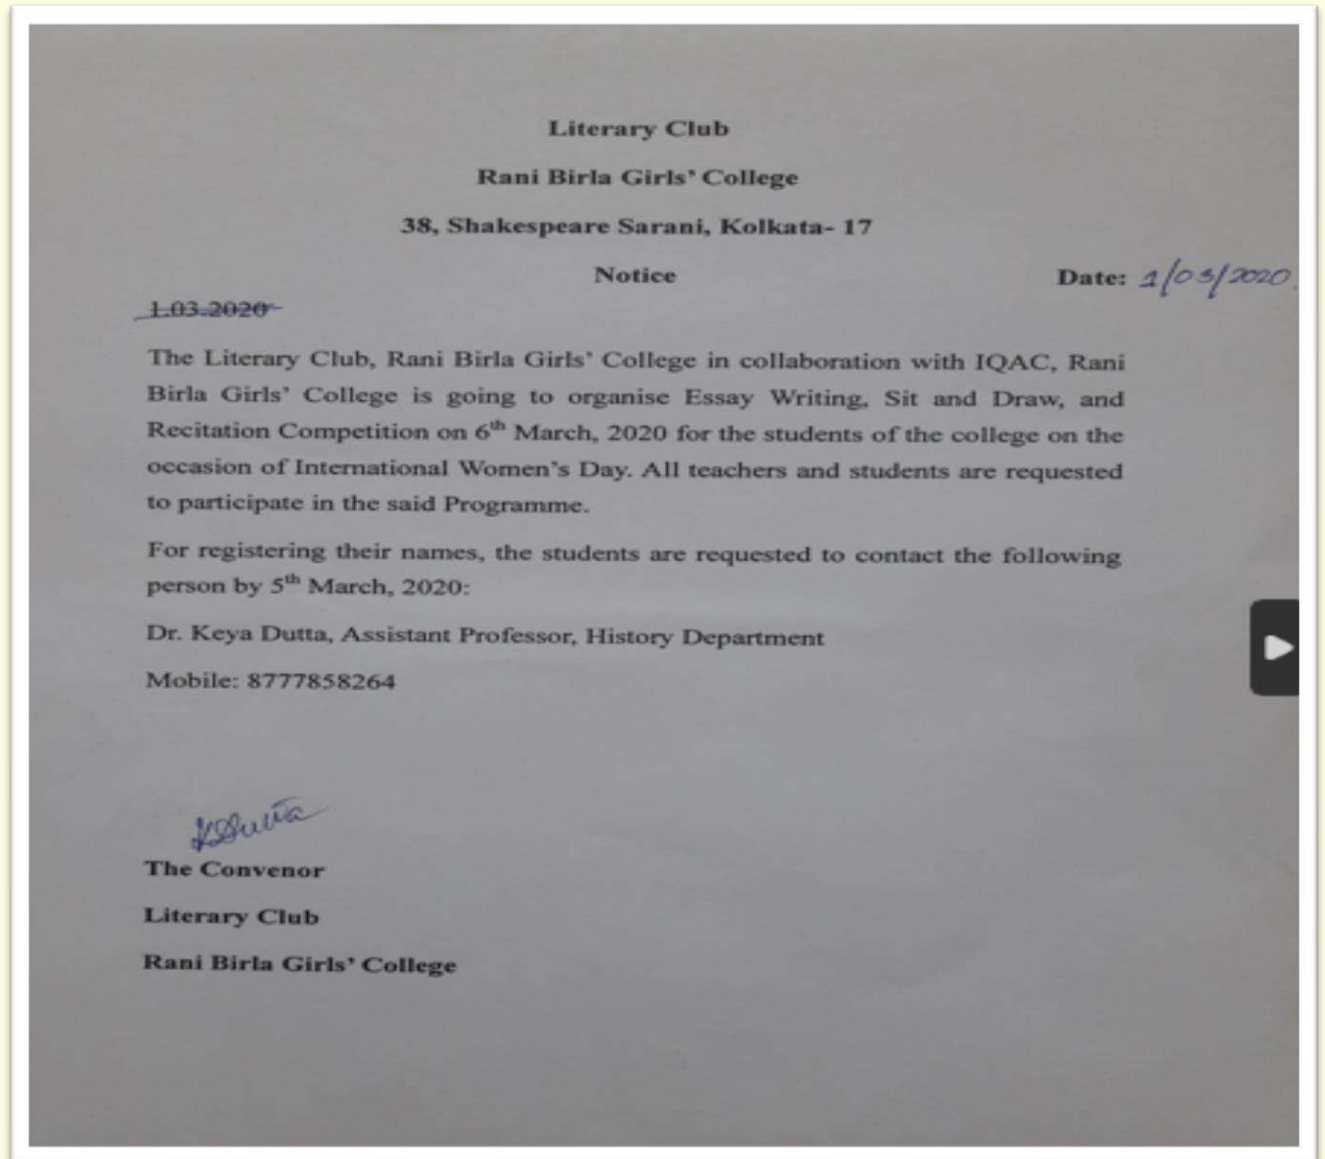 Literary Club
Rani Birla Girls' College
38, Shakespeare Sarani, Kolkata- 17
Notice Date: 1/03/2020
1.03.2020
The Literary Club, Rani Birla Girls' College in collaboration with IQAC, Rani
Birla Girls' College is going to organise Essay Writing, Sit and Draw, and
Recitation Competition on 6th March, 2020 for the students of the college on the
occasion of International Women's Day. All teachers and students are requested
to participate in the said Programme.
For registering their names, the students are requested to contact the following
person by 5th March, 2020:
Dr. Keya Dutta, Assistant Professor, History Department
Mobile: 8777858264
KDutta
The Convenor
Literary Club
Rani Birla Girls' College